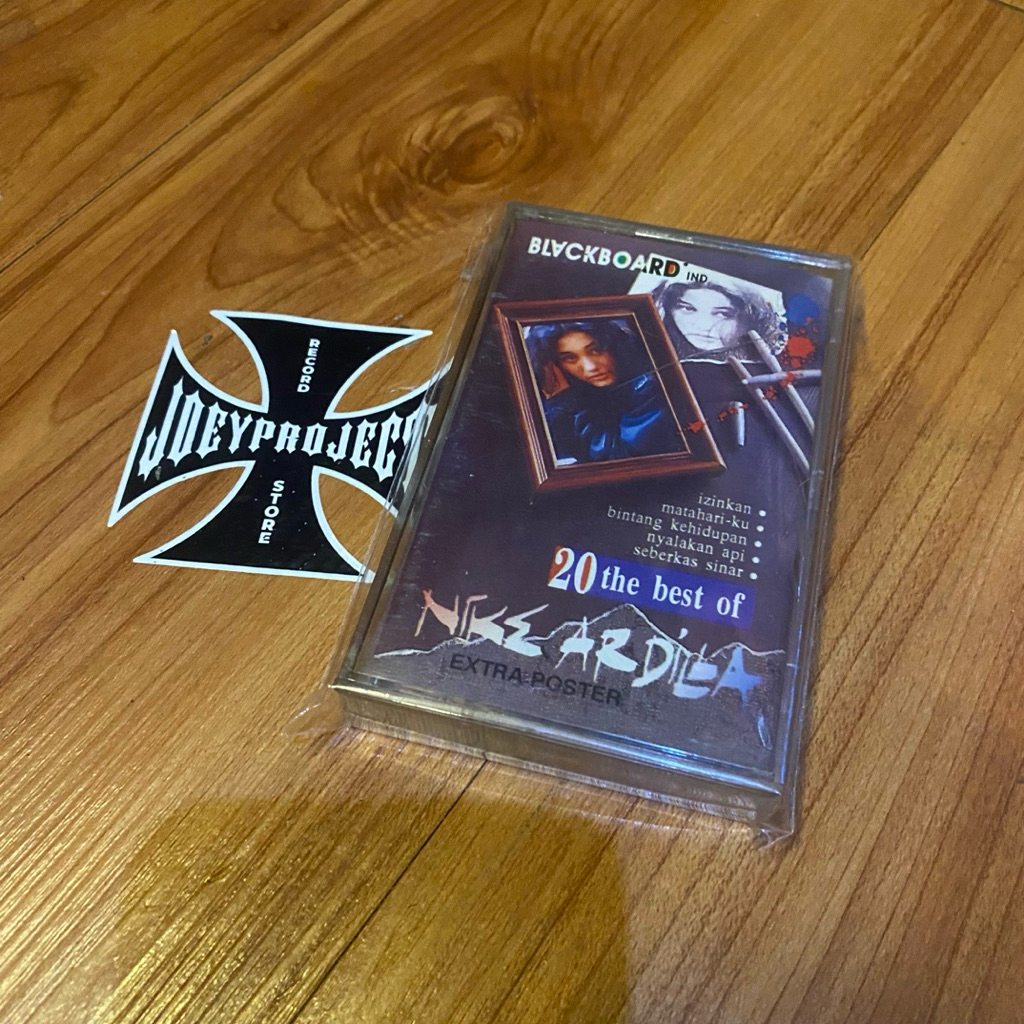 BLACKBOARD IND.
RECORD
JOEYPROJECT
STORE
izinkan •
matahari-ku •
bintang kehidupan •
nyalakan api •
seberkas sinar •
20 the best of
NIKE ARDILLA
EXTRA POSTER